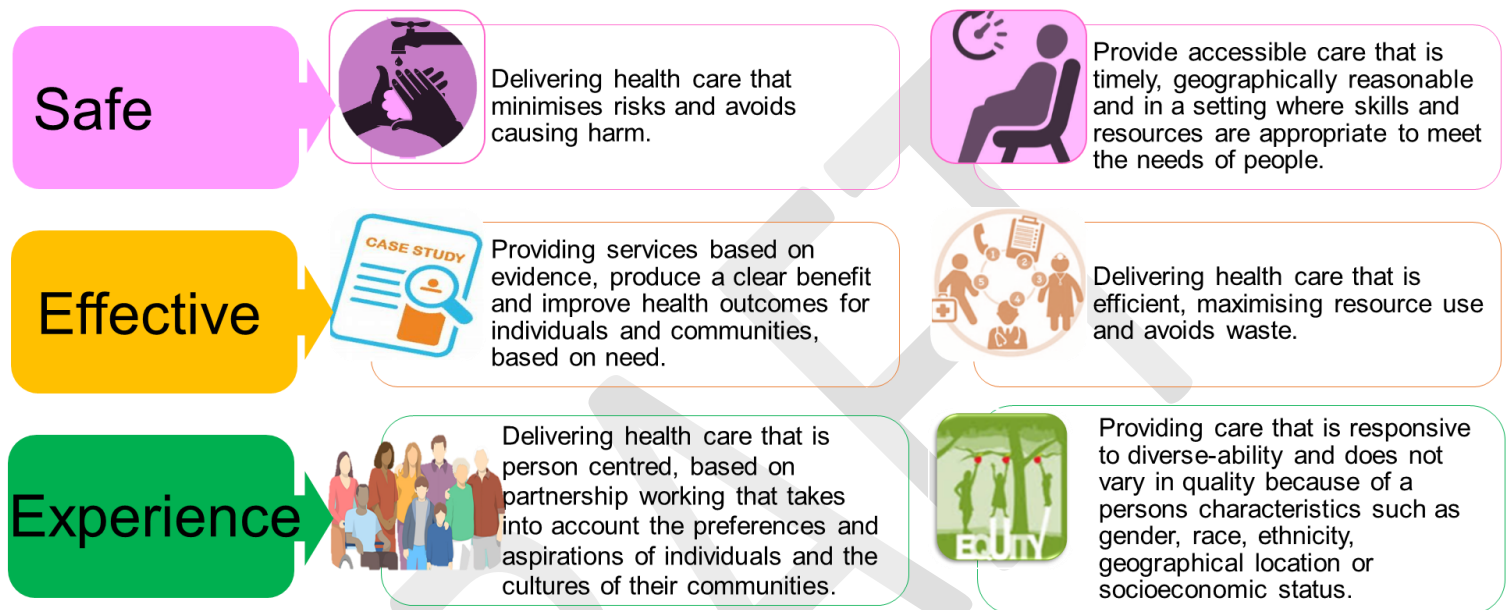 Safe
Delivering health care that
minimises risks and avoids
causing harm.
Provide accessible care that is
timely, geographically reasonable
and in a setting where skills and
resources are appropriate to meet
the needs of people.
Effective
CASE STUDY
Providing services based on
evidence, produce a clear benefit
and improve health outcomes for
individuals and communities,
based on need.
1
2
3
4
5
Delivering health care that is
efficient, maximising resource use
and avoids waste.
Experience
Delivering health care that is
person centred, based on
partnership working that takes
into account the preferences and
aspirations of individuals and the
cultures of their communities.
EQUITY
Providing care that is responsive
to diverse-ability and does not
vary in quality because of a
persons characteristics such as
gender, race, ethnicity,
geographical location or
socioeconomic status.
DRAFT